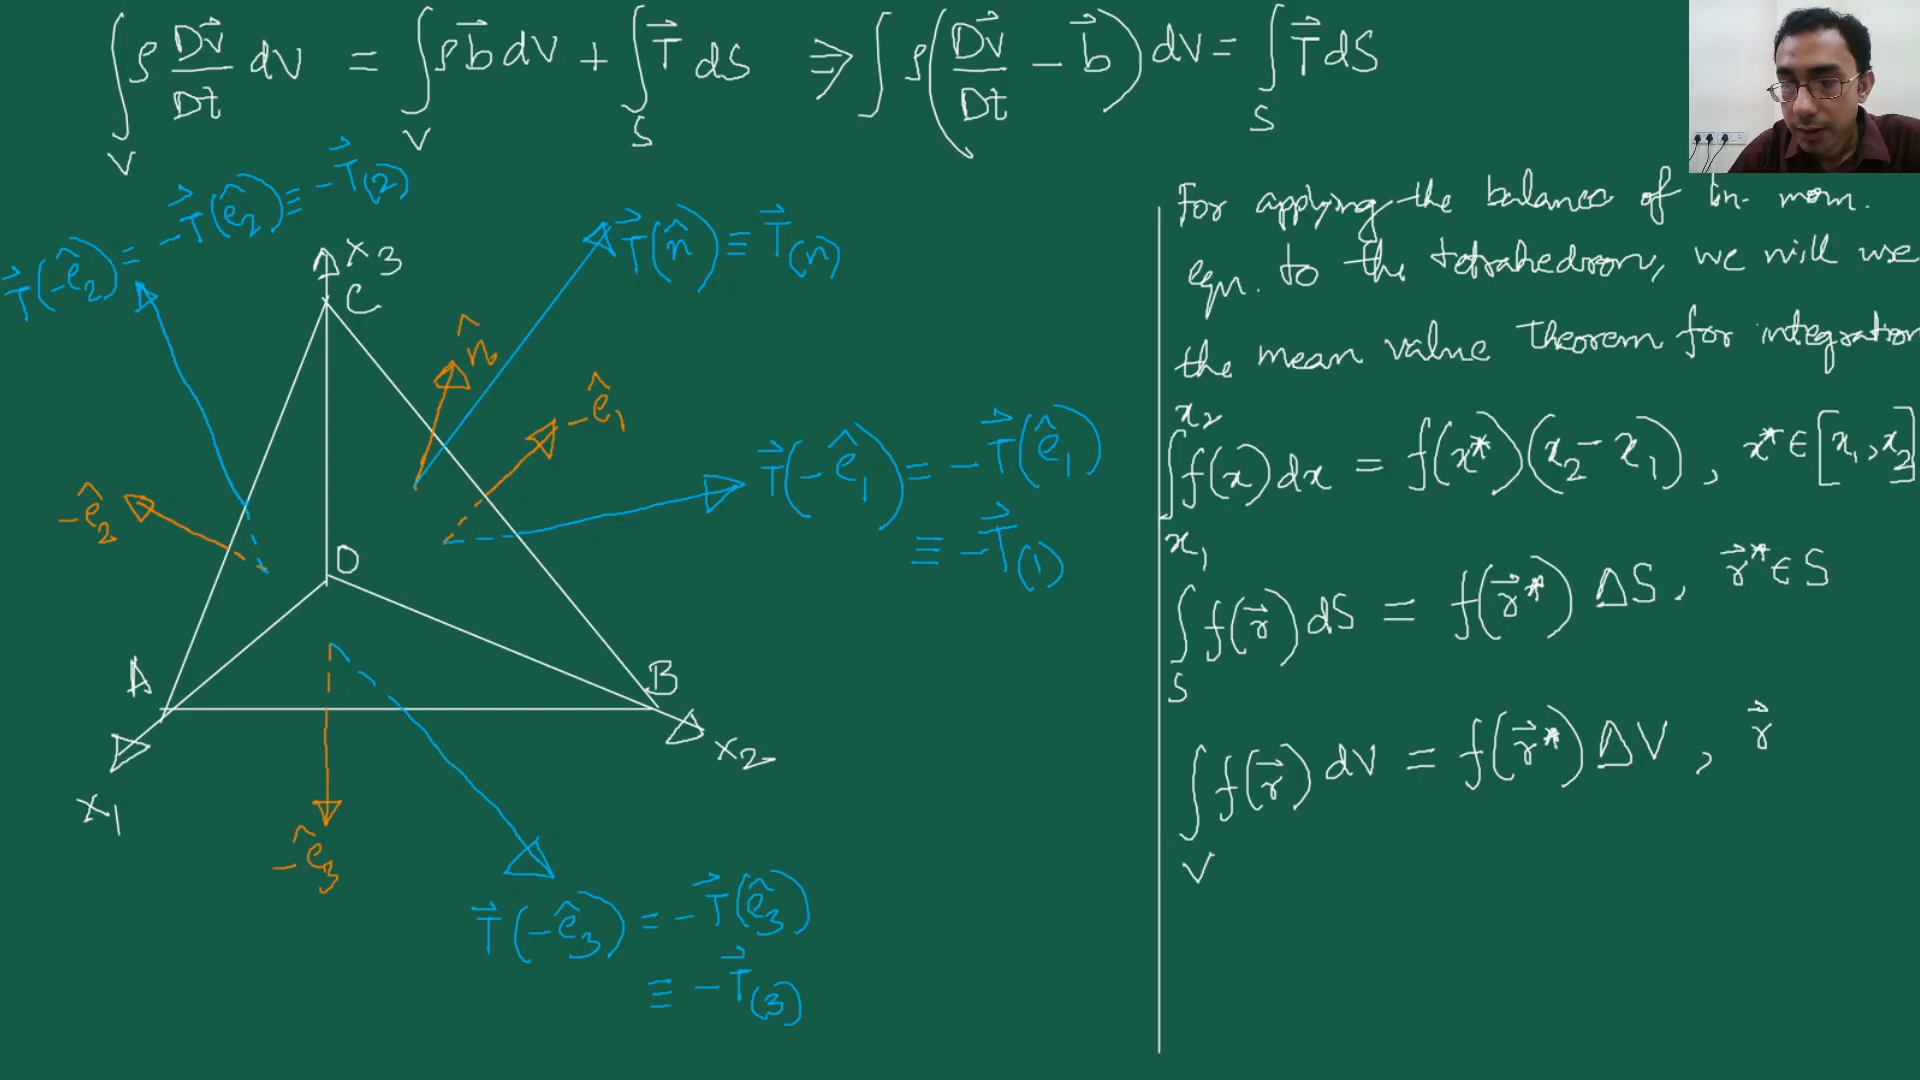 ∫_V ρ Dv⃗/Dt dV = ∫_V ρb⃗ dV + ∫_S T⃗ dS ⇒ ∫ρ(Dv⃗/Dt − b⃗)dV = ∫_S T⃗ dS
T⃗(-ê₂) = -T⃗(ê₂) ≡ -T⃗₍₂₎
T⃗(n̂) ≡ T⃗₍n₎
x₃
C
n̂
-ê₁
T⃗(-ê₁) = -T⃗(ê₁)
≡ -T⃗₍₁₎
-ê₂
O
A
B
x₂
x₁
-ê₃
T⃗(-ê₃) = -T⃗(ê₃)
≡ -T⃗₍₃₎
For applying the balance of lin. mom.
eqn. to the tetrahedron, we will use
the mean value theorem for integration
∫_{x₁}^{x₂} f(x)dx = f(x*)(x₂ − x₁), x* ∈ [x₁, x₂]
∫_S f(r⃗)dS = f(r⃗*) ΔS, r⃗* ∈ S
∫_V f(r⃗) dV = f(r⃗*) ΔV, r⃗